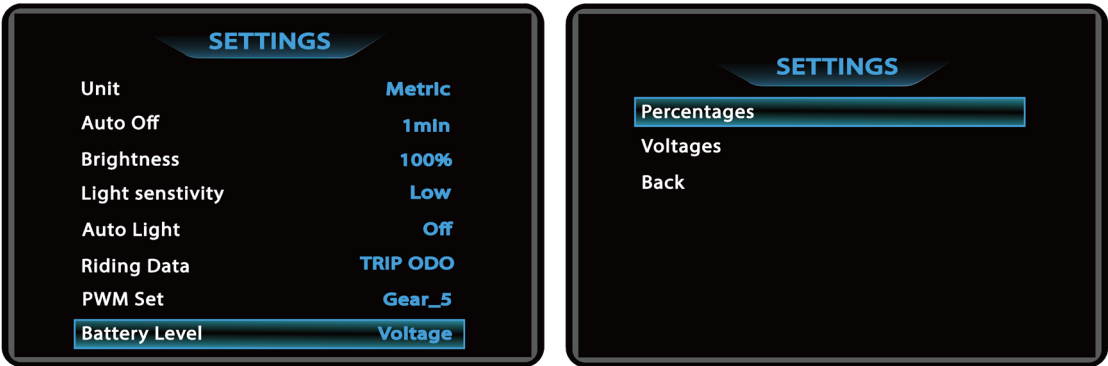 SETTINGS
Unit Metric
Auto Off 1min
Brightness 100%
Light senstivity Low
Auto Light Off
Riding Data TRIP ODO
PWM Set Gear_5
Battery Level Voltage
SETTINGS
Percentages
Voltages
Back